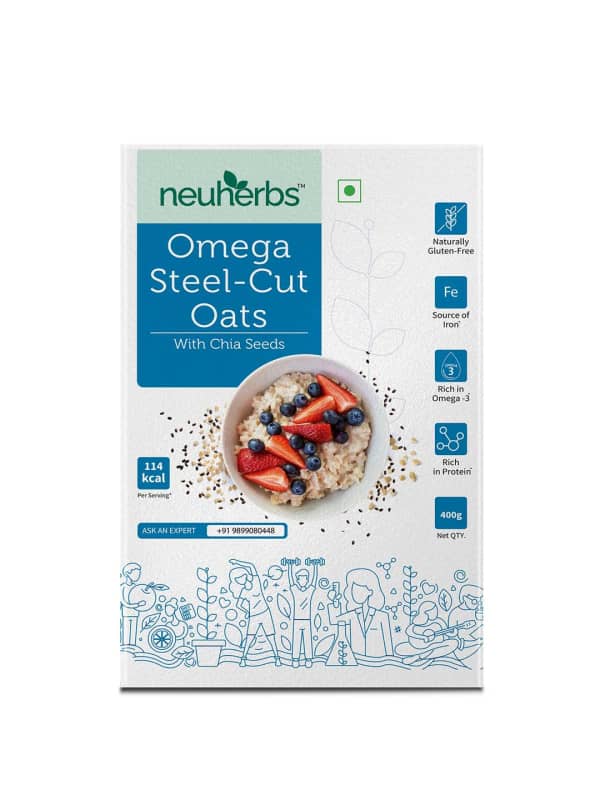 neuherbs™
Omega
Steel-Cut
Oats
With Chia Seeds
Naturally
Gluten-Free
Fe
Source of
Iron*
OMEGA
3
Rich in
Omega -3*
Rich
in Protein*
114
kcal
Per Serving*
400g
Net QTY.
ASK AN EXPERT +91 9899080448